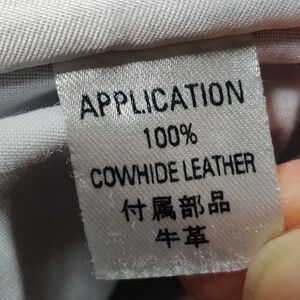 APPLICATION
100%
COWHIDE LEATHER
付属部品
牛革